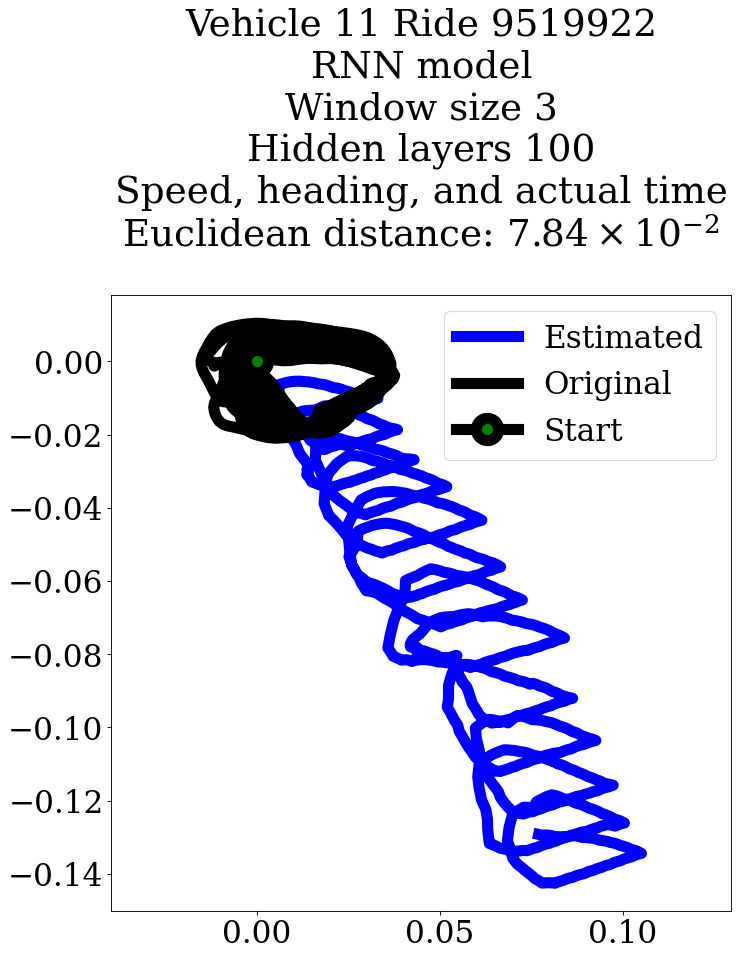 Vehicle 11 Ride 9519922
RNN model
Window size 3
Hidden layers 100
Speed, heading, and actual time
Euclidean distance: 7.84 × 10⁻²
Estimated
Original
Start
0.00
−0.02
−0.04
−0.06
−0.08
−0.10
−0.12
−0.14
0.00 0.05 0.10